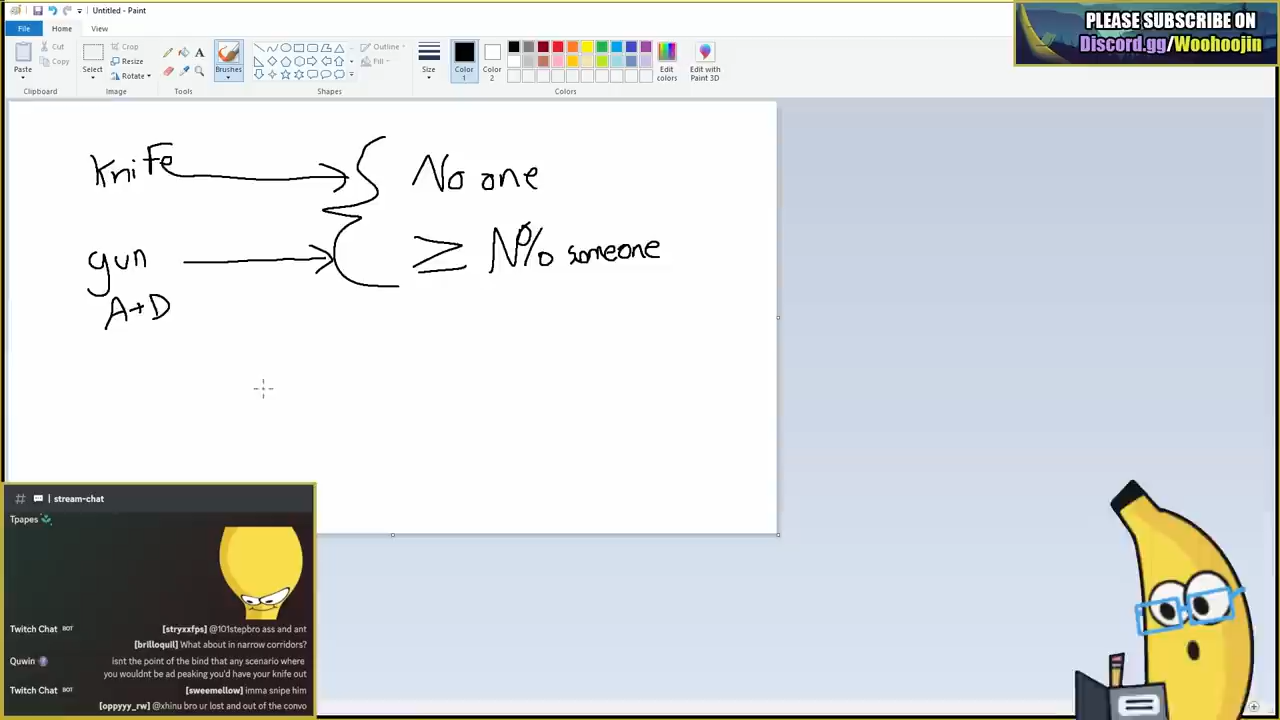 Untitled - Paint
File
Home
View
Paste
Cut
Copy
Clipboard
Select
Crop
Resize
Rotate
Image
A
Tools
Brushes
Outline
Fill
Shapes
Size
Color
1
Color
2
Edit
colors
Edit with
Paint 3D
Colors
PLEASE SUBSCRIBE ON
Discord.gg/Woohoojin
knife
No one
gun
≥ N% someone
A+D
# | stream-chat
Tpapes
Twitch Chat BOT [stryxxfps] @101stepbro ass and ant
[brilloquil] What about in narrow corridors?
Quwin isnt the point of the bind that any scenario where
you wouldnt be ad peaking you'd have your knife out
Twitch Chat BOT [sweemellow] imma snipe him
[oppyyy_rw] @xhinu bro ur lost and out of the convo